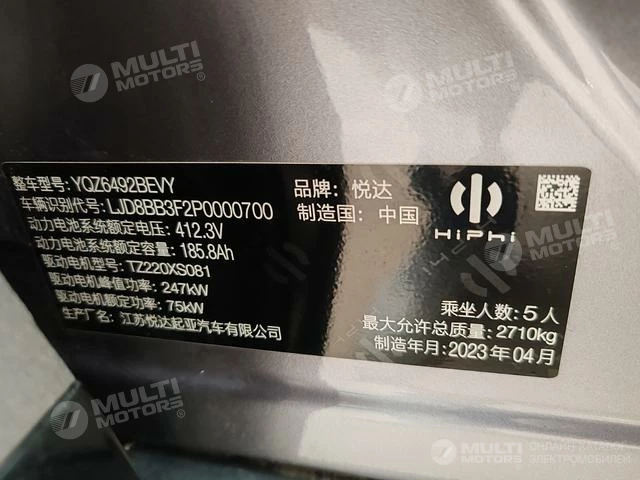 MULTI MOTORS
MULTI MOTORS
MULTI MOTORS
整车型号: YQZ6492BEVY
品牌: 悦达
车辆识别代号: LJD8BB3F2P0000700
制造国: 中国
动力电池系统额定电压: 412.3V
HiPhi
动力电池系统额定容量: 185.8Ah
驱动电机型号: TZ220XS081
驱动电机峰值功率: 247kW
驱动电机额定功率: 75kW
生产厂名: 江苏悦达起亚汽车有限公司
乘坐人数: 5人
最大允许总质量: 2710kg
制造年月: 2023年04月
MULTI MOTORS
MULTI MOTORS
MULTI MOTORS
ЭЛЕКТРОМОБИЛЕЙ